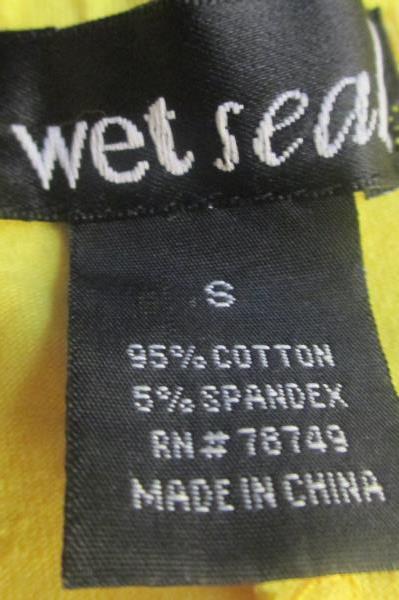 wet seal
S
95% COTTON
5% SPANDEX
RN# 78749
MADE IN CHINA